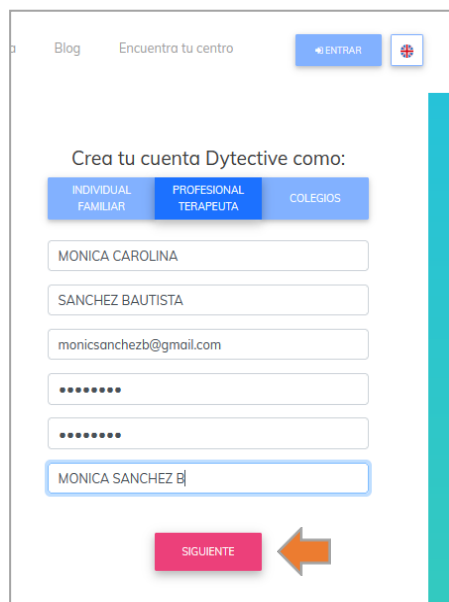 Blog Encuentra tu centro ENTRAR
Crea tu cuenta Dytective como:
INDIVIDUAL FAMILIAR
PROFESIONAL TERAPEUTA
COLEGIOS
MONICA CAROLINA
SANCHEZ BAUTISTA
monicsanchezb@gmail.com
••••••••
••••••••
MONICA SANCHEZ B
SIGUIENTE